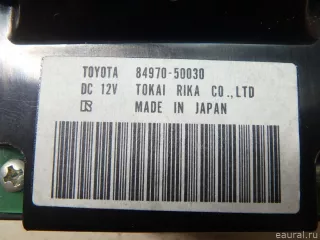 TOYOTA 84970-50030
DC 12V TOKAI RIKA CO.,LTD
MADE IN JAPAN
© eaural.ru